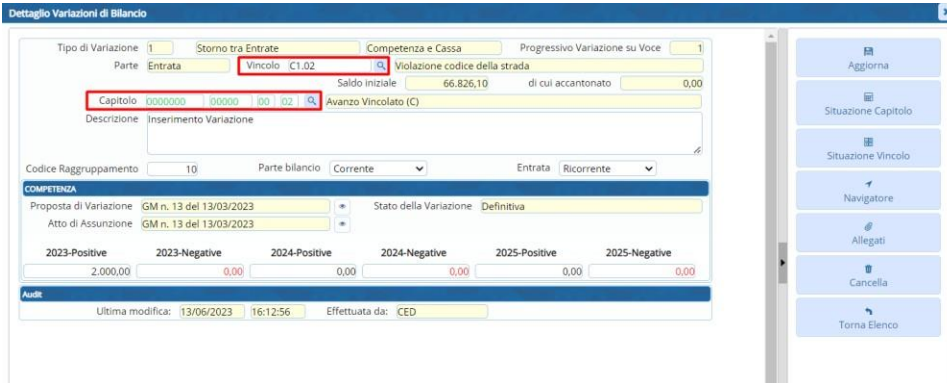 Dettaglio Variazioni di Bilancio
Tipo di Variazione 1 Storno tra Entrate Competenza e Cassa Progressivo Variazione su Voce 1
Parte Entrata Vincolo C1.02 Violazione codice della strada
Saldo iniziale 66.826,10 di cui accantonato 0,00
Capitolo 0000000 00000 00 02 Avanzo Vincolato (C)
Descrizione Inserimento Variazione
Codice Raggruppamento 10 Parte bilancio Corrente Entrata Ricorrente
COMPETENZA
Proposta di Variazione GM n. 13 del 13/03/2023 Stato della Variazione Definitiva
Atto di Assunzione GM n. 13 del 13/03/2023
2023-Positive 2023-Negative 2024-Positive 2024-Negative 2025-Positive 2025-Negative
2.000,00 0,00 0,00 0,00 0,00 0,00
Audit
Ultima modifica: 13/06/2023 16:12:56 Effettuata da: CED
Aggiorna
Situazione Capitolo
Situazione Vincolo
Navigatore
Allegati
Cancella
Torna Elenco